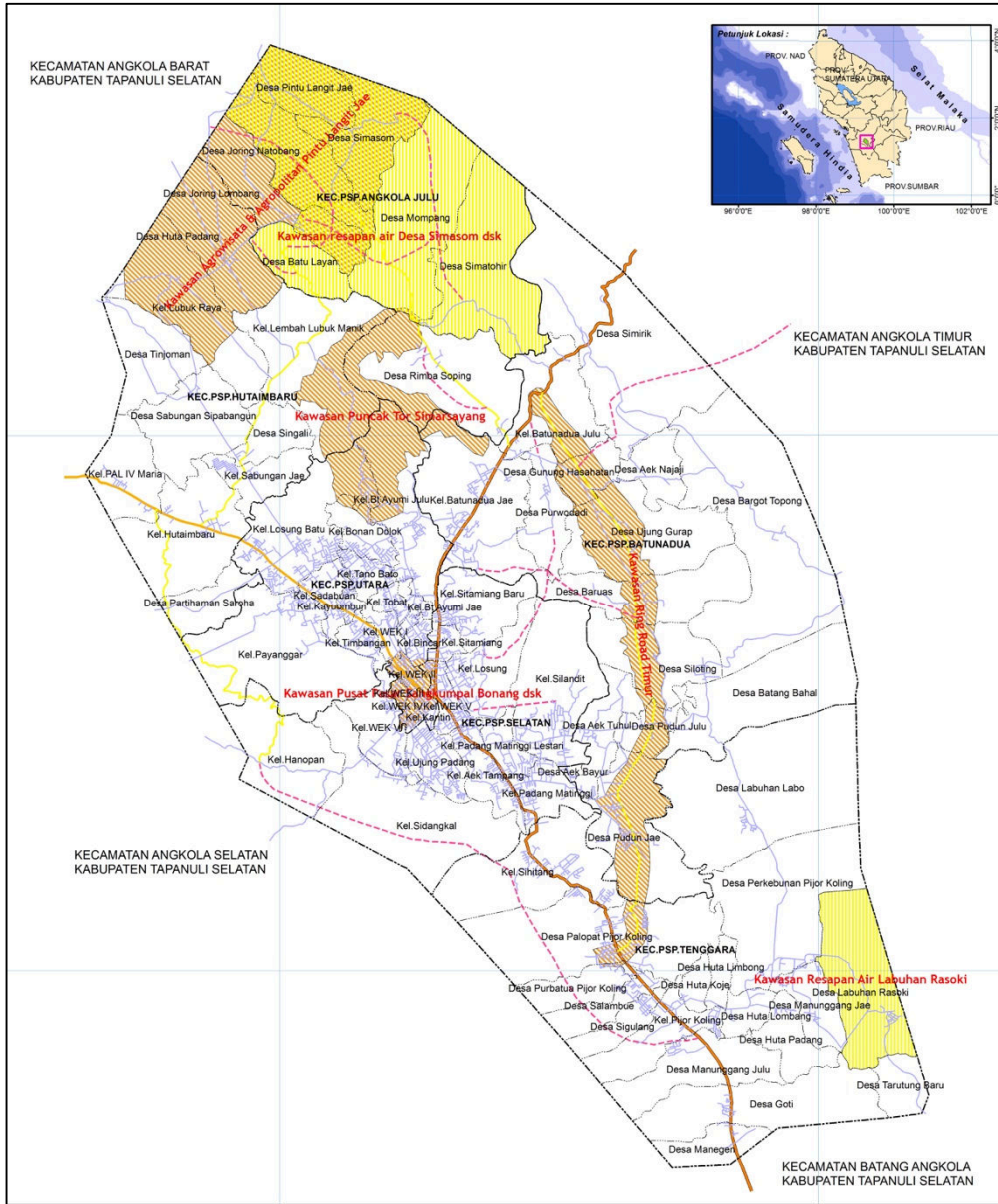 KECAMATAN ANGKOLA BARAT
KABUPATEN TAPANULI SELATAN
Petunjuk Lokasi :
PROV. NAD
PROV.
SUMATERA UTARA
Selat Malaka
Samudera Hindia
PROV.RIAU
PROV.SUMBAR
96°0'0"E
98°0'0"E
100°0'0"E
102°0'0"E
Desa Pintu Langit Jae
Desa Simasom
Desa Joring Natobang
Desa Joring Lombang
Kawasan Agrowisata & Agropolitan Pintu Langit Jae
KEC.PSP.ANGKOLA JULU
Desa Mompang
Desa Huta Padang
Kawasan resapan air Desa Simasom dsk
Desa Batu Layan
Desa Simatohir
Kel.Lubuk Raya
Kel.Lembah Lubuk Manik
Desa Simirik
KECAMATAN ANGKOLA TIMUR
KABUPATEN TAPANULI SELATAN
Desa Tinjoman
Desa Rimba Soping
KEC.PSP.HUTAIMBARU
Desa Sabungan Sipabangun
Kawasan Puncak Tor Simarsayang
Desa Singali
Kel.Batunadua Julu
Kel.PAL IV Maria
Kel.Sabungan Jae
Desa Gunung Hasahatan
Desa Aek Najaji
Kel.Bt Ayumi Julu
Kel.Batunadua Jae
Desa Bargot Topong
Desa Purwodadi
Kel.Hutaimbaru
Kel.Losung Batu
Kel.Bonan Dolok
Desa Ujung Gurap
KEC.PSP.BATUNADUA
Kel.Tano Bato
KEC.PSP.UTARA
Kel.Sadabuan
Kel.Tobat
Kel.Sitamiang Baru
Desa Baruas
Kawasan Ring Road Timur
Desa Partihaman Saroha
Kel.Bt Ayumi Jae
Kel.WEK I
Kel.Timbangan
Kel.Bincar
Kel.Sitamiang
Kel.Payanggar
Kel.WEK II
Kel.Losung
Desa Siloting
Kel.Silandit
Desa Batang Bahal
Kel.WEK IV
Kel.WEK V
Kel.Kantin
KEC.PSP.SELATAN
Desa Aek Tuhul
Desa Pudun Julu
Kel.WEK VI
Kel.Padang Matinggi Lestari
Kel.Hanopan
Kel.Ujung Padang
Kel.Aek Tampang
Desa Aek Bayur
Kel.Padang Matinggi
Desa Labuhan Labo
Kel.Sidangkal
Desa Pudun Jae
KECAMATAN ANGKOLA SELATAN
KABUPATEN TAPANULI SELATAN
Kel.Sihitang
Desa Perkebunan Pijor Koling
Desa Palopat Pijor Koling
KEC.PSP.TENGGARA
Desa Huta Limbong
Kawasan Resapan Air Labuhan Rasoki
Desa Purbatua Pijor Koling
Desa Huta Koje
Desa Labuhan Rasoki
Desa Salambue
Desa Manunggang Jae
Desa Sigulang
Kel.Pijor Koling
Desa Huta Lombang
Desa Huta Padang
Desa Manunggang Julu
Desa Tarutung Baru
Desa Goti
Desa Manegen
KECAMATAN BATANG ANGKOLA
KABUPATEN TAPANULI SELATAN